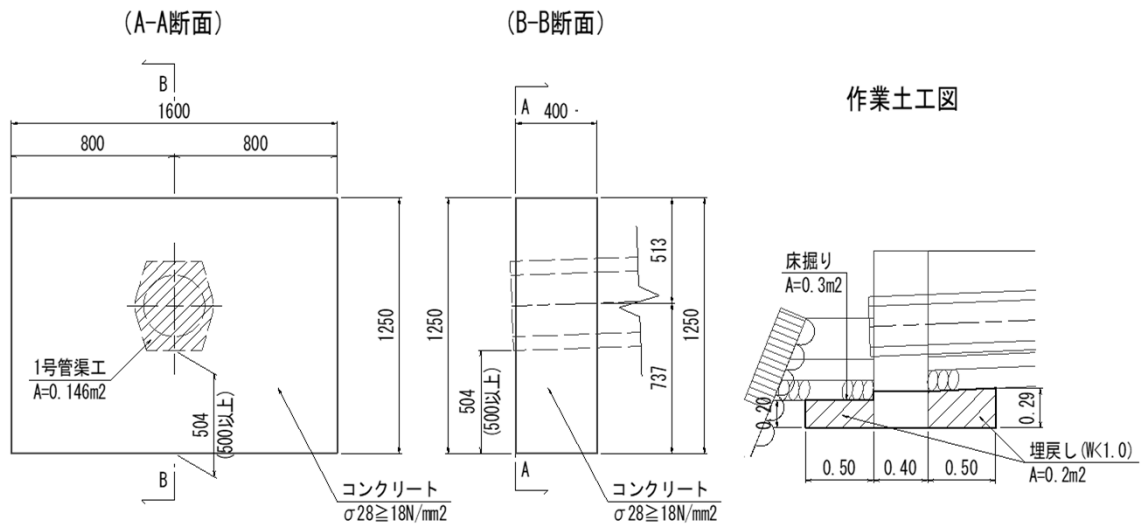 (A-A断面)
B
1600
800
800
1250
1号管渠工
A=0.146m2
504
(500以上)
コンクリート
σ28≧18N/mm2
B
(B-B断面)
A
400
513
1250
1250
737
504
(500以上)
A
コンクリート
σ28≧18N/mm2
作業土工図
床掘り
A=0.3m2
0.20
0.29
0.50
0.40
0.50
埋戻し(W<1.0)
A=0.2m2